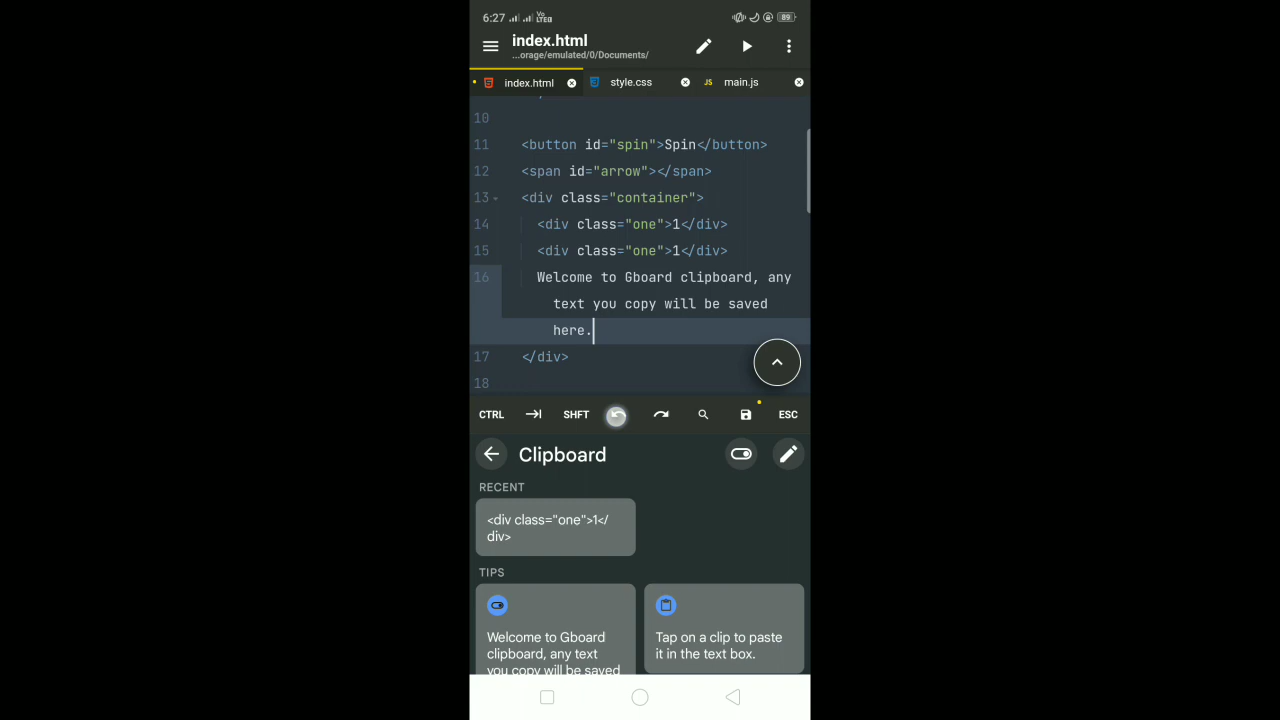 6:27 Vo LTED 89
index.html
...orage/emulated/0/Documents/
index.html style.css JS main.js
10
11 <button id="spin">Spin</button>
12 <span id="arrow"></span>
13 <div class="container">
14 <div class="one">1</div>
15 <div class="one">1</div>
16 Welcome to Gboard clipboard, any
text you copy will be saved
here.
17 </div>
18
CTRL SHFT ESC
Clipboard
RECENT
<div class="one">1</
div>
TIPS
Welcome to Gboard
clipboard, any text
you copy will be saved
Tap on a clip to paste
it in the text box.